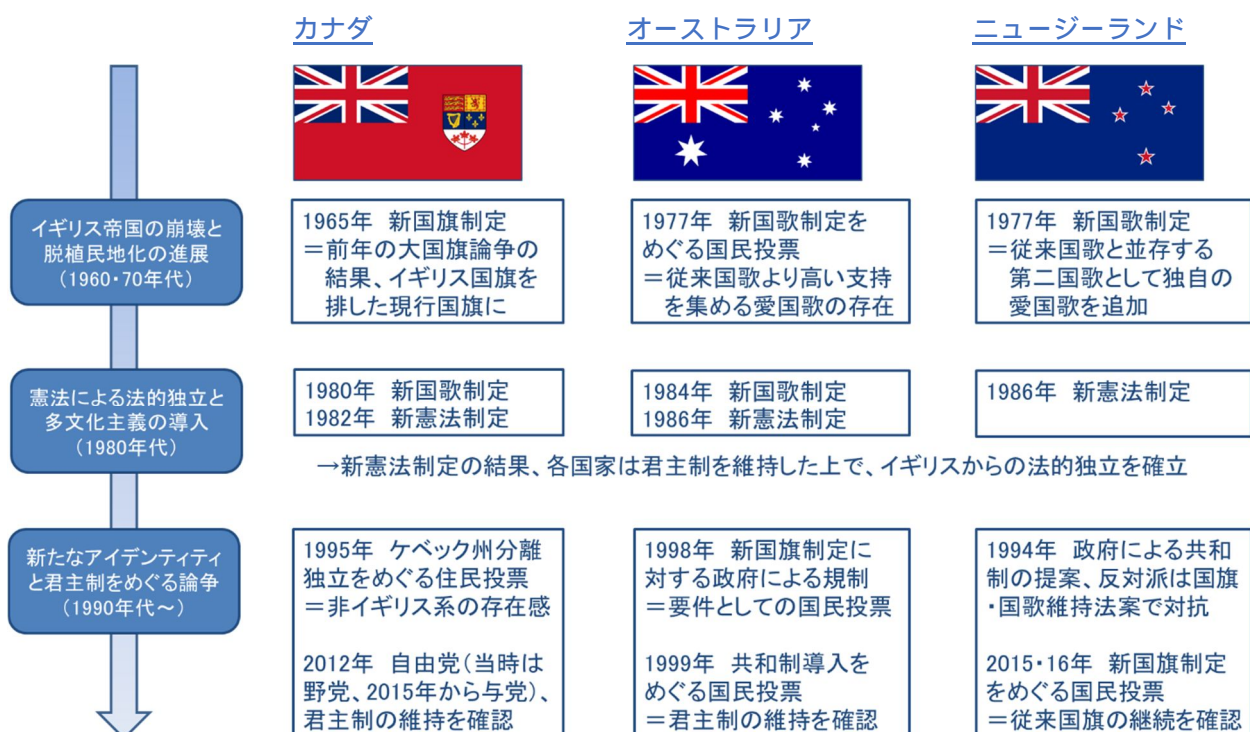 カナダ
オーストラリア
ニュージーランド
イギリス帝国の崩壊と
脱植民地化の進展
(1960・70年代)
1965年 新国旗制定
＝前年の大国旗論争の
結果、イギリス国旗を
排した現行国旗に
1977年 新国歌制定を
めぐる国民投票
＝従来国歌より高い支持
を集める愛国歌の存在
1977年 新国歌制定
＝従来国歌と並存する
第二国歌として独自の
愛国歌を追加
憲法による法的独立と
多文化主義の導入
(1980年代)
1980年 新国歌制定
1982年 新憲法制定
1984年 新国歌制定
1986年 新憲法制定
1986年 新憲法制定
→新憲法制定の結果、各国家は君主制を維持した上で、イギリスからの法的独立を確立
新たなアイデンティティ
と君主制をめぐる論争
(1990年代～)
1995年 ケベック州分離
独立をめぐる住民投票
＝非イギリス系の存在感
2012年 自由党(当時は
野党、2015年から与党)、
君主制の維持を確認
1998年 新国旗制定に
対する政府による規制
＝要件としての国民投票
1999年 共和制導入を
めぐる国民投票
＝君主制の維持を確認
1994年 政府による共和
制の提案、反対派は国旗
・国歌維持法案で対抗
2015・16年 新国旗制定
をめぐる国民投票
＝従来国旗の継続を確認